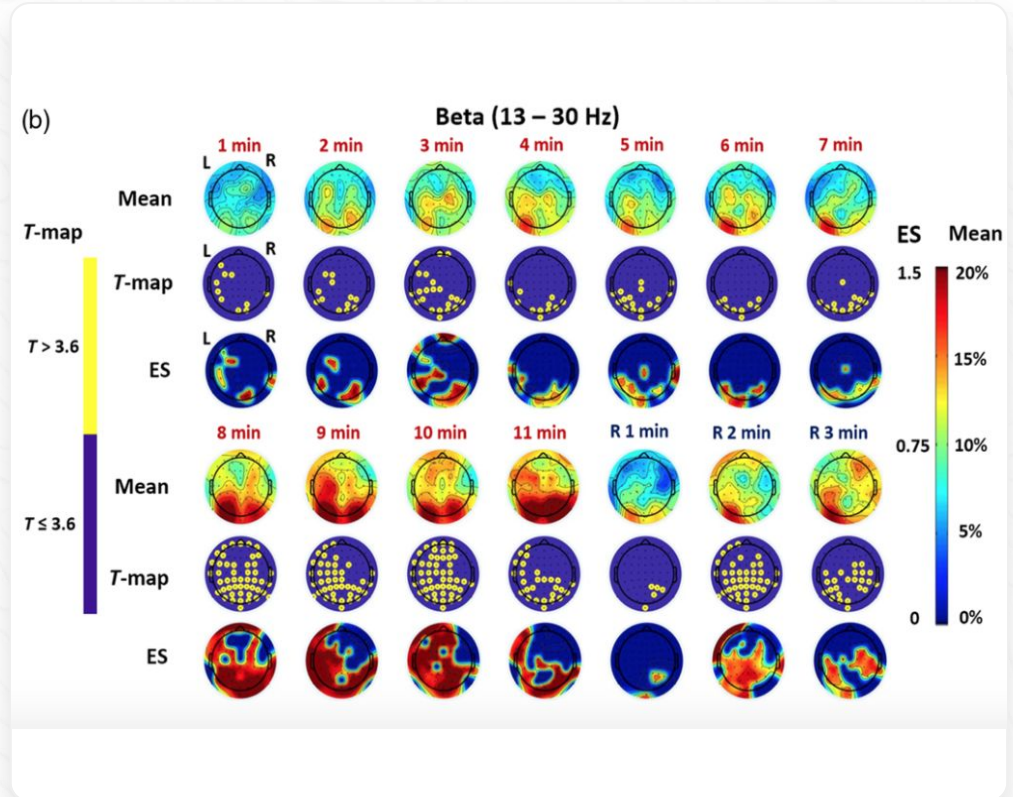 (b)
Beta (13 – 30 Hz)
1 min 2 min 3 min 4 min 5 min 6 min 7 min
L R
Mean
T-map
ES Mean
L R
T-map
1.5 20%
L R
T > 3.6
ES
15%
8 min 9 min 10 min 11 min R 1 min R 2 min R 3 min
0.75 10%
Mean
T ≤ 3.6
5%
T-map
0 0%
ES